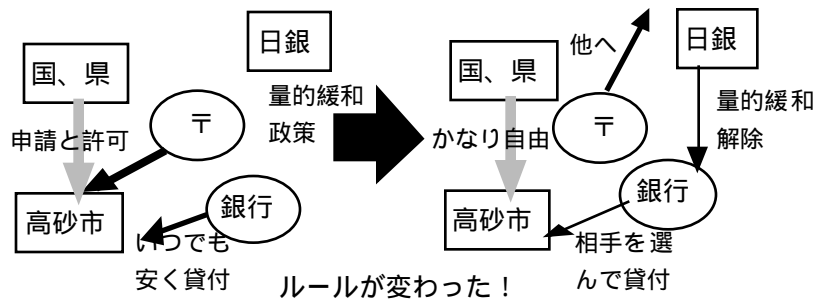 日銀
国、県
量的緩和
政策
申請と許可
〒
高砂市
銀行
いつでも
安く貸付
日銀
他へ
国、県
量的緩和
解除
かなり自由
〒
銀行
高砂市
相手を選
んで貸付
ルールが変わった！